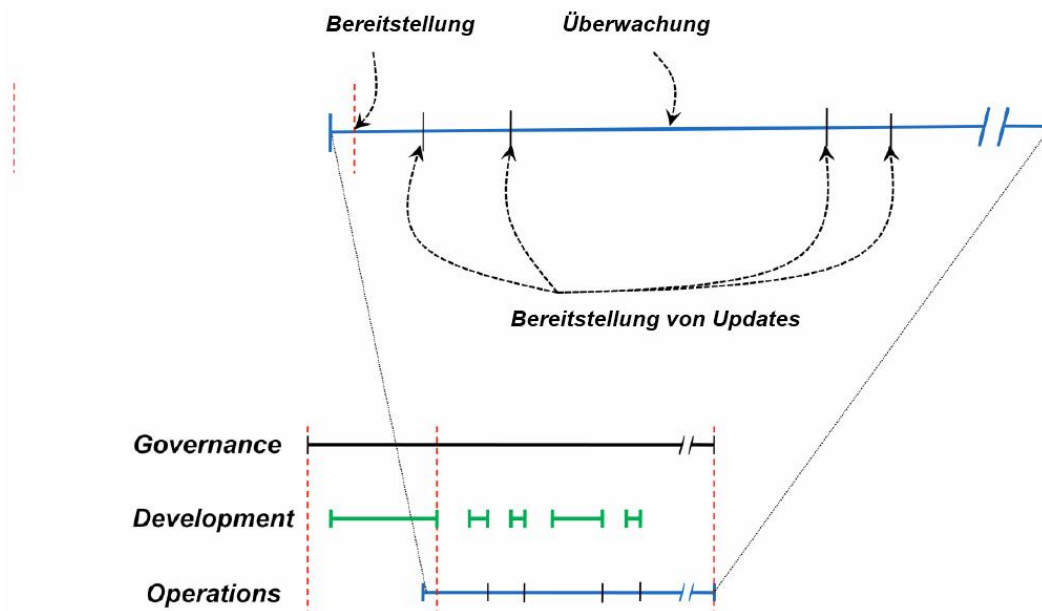 Bereitstellung
Überwachung
Bereitstellung von Updates
Governance
Development
Operations